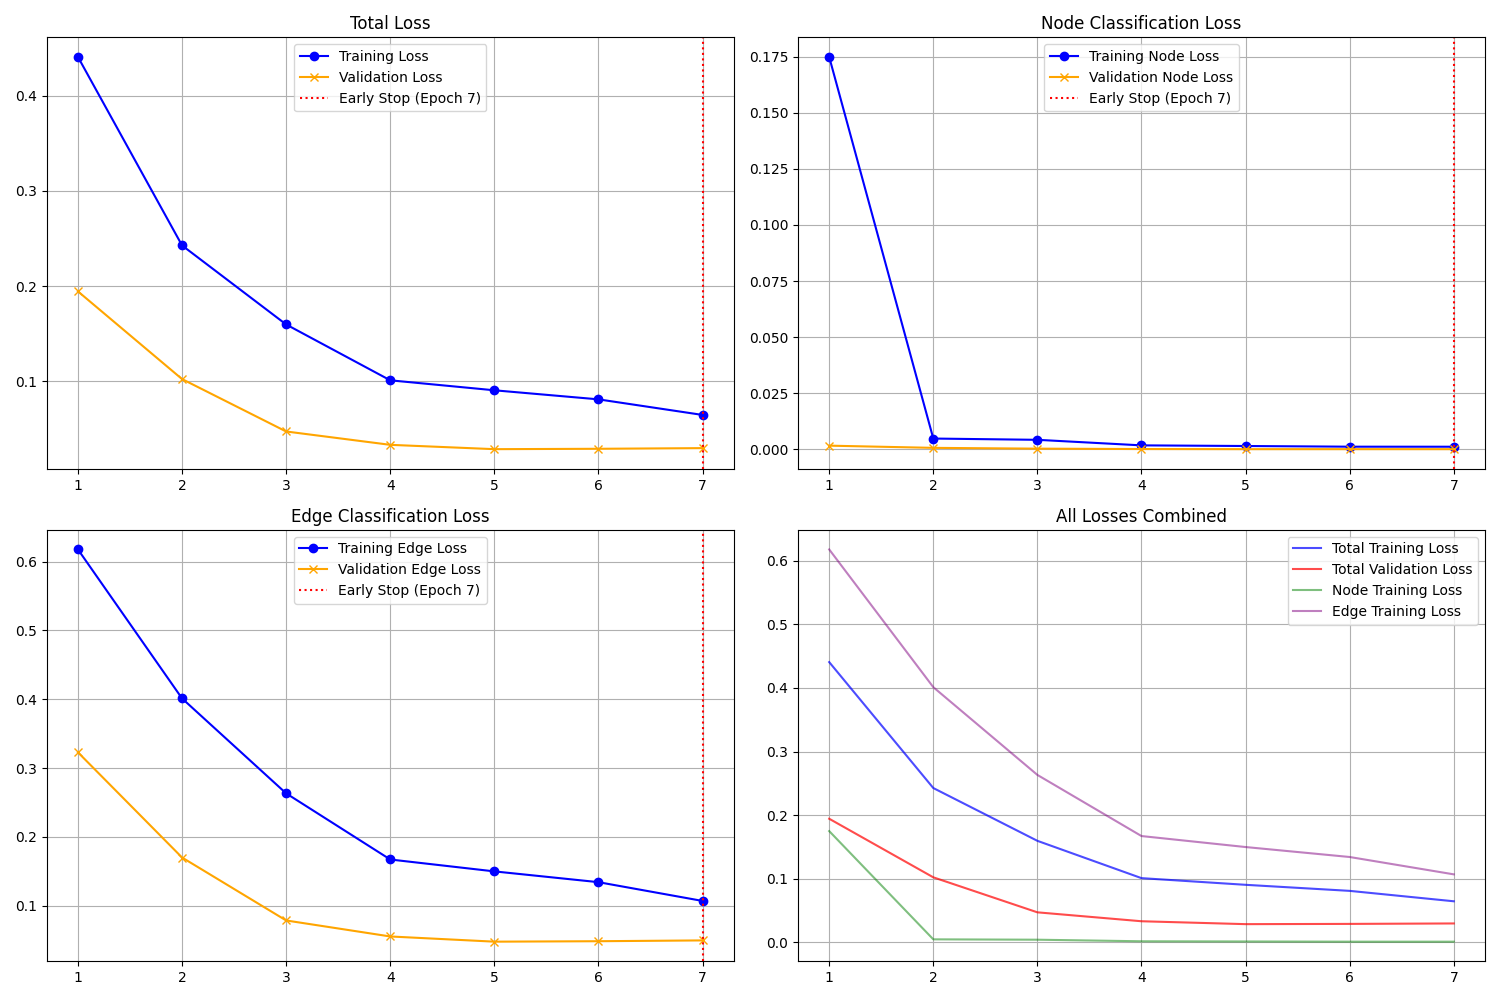 Total Loss
Training Loss
Validation Loss
Early Stop (Epoch 7)
0.4
0.3
0.2
0.1
1 2 3 4 5 6 7
Node Classification Loss
Training Node Loss
Validation Node Loss
Early Stop (Epoch 7)
0.175
0.150
0.125
0.100
0.075
0.050
0.025
0.000
1 2 3 4 5 6 7
Edge Classification Loss
Training Edge Loss
Validation Edge Loss
Early Stop (Epoch 7)
0.6
0.5
0.4
0.3
0.2
0.1
1 2 3 4 5 6 7
All Losses Combined
Total Training Loss
Total Validation Loss
Node Training Loss
Edge Training Loss
0.6
0.5
0.4
0.3
0.2
0.1
0.0
1 2 3 4 5 6 7